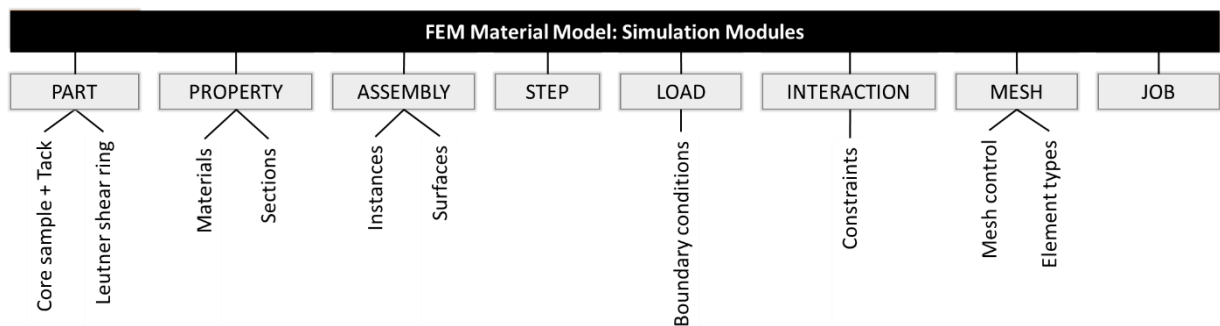 FEM Material Model: Simulation Modules
PART
PROPERTY
ASSEMBLY
STEP
LOAD
INTERACTION
MESH
JOB
Core sample + Tack
Leutner shear ring
Materials
Sections
Instances
Surfaces
Boundary conditions
Constraints
Mesh control
Element types